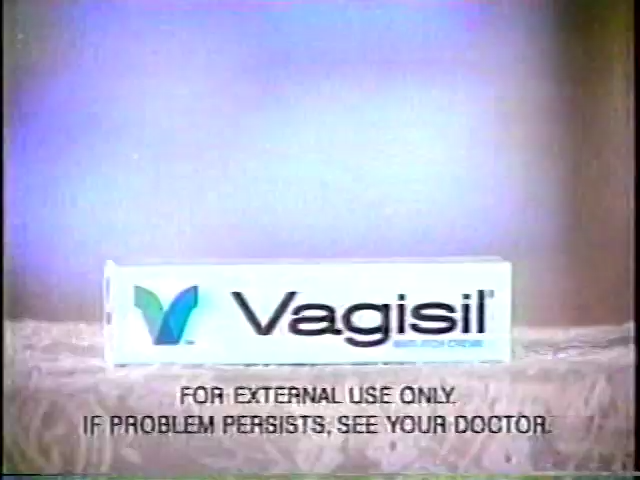 Vagisil
FOR EXTERNAL USE ONLY.
IF PROBLEM PERSISTS, SEE YOUR DOCTOR.